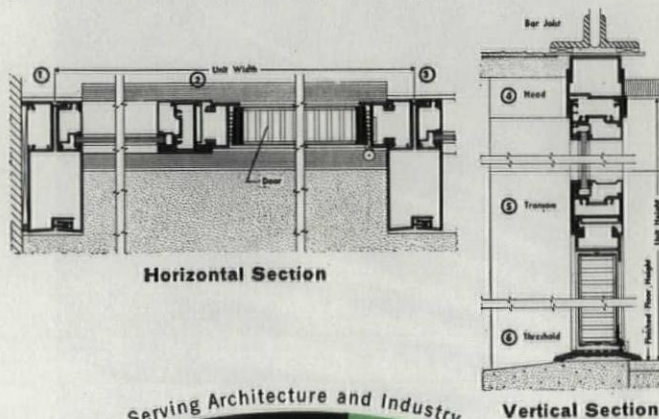 Bar Joist
① Unit Width ③
②
④ Head
Door
⑤ Transom
Unit Height
Finished Floor Height
⑥ Threshold
Horizontal Section
Vertical Section
Serving Architecture and Industry